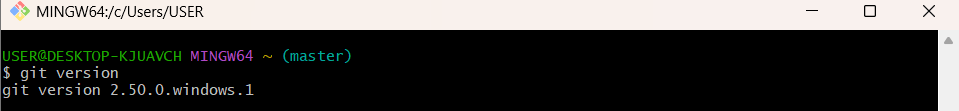 MINGW64:/c/Users/USER
USER@DESKTOP-KJUAVCH MINGW64 ~ (master)
$ git version
git version 2.50.0.windows.1